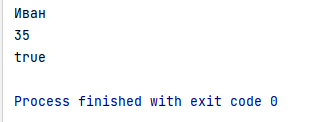 Иван
35
true
Process finished with exit code 0